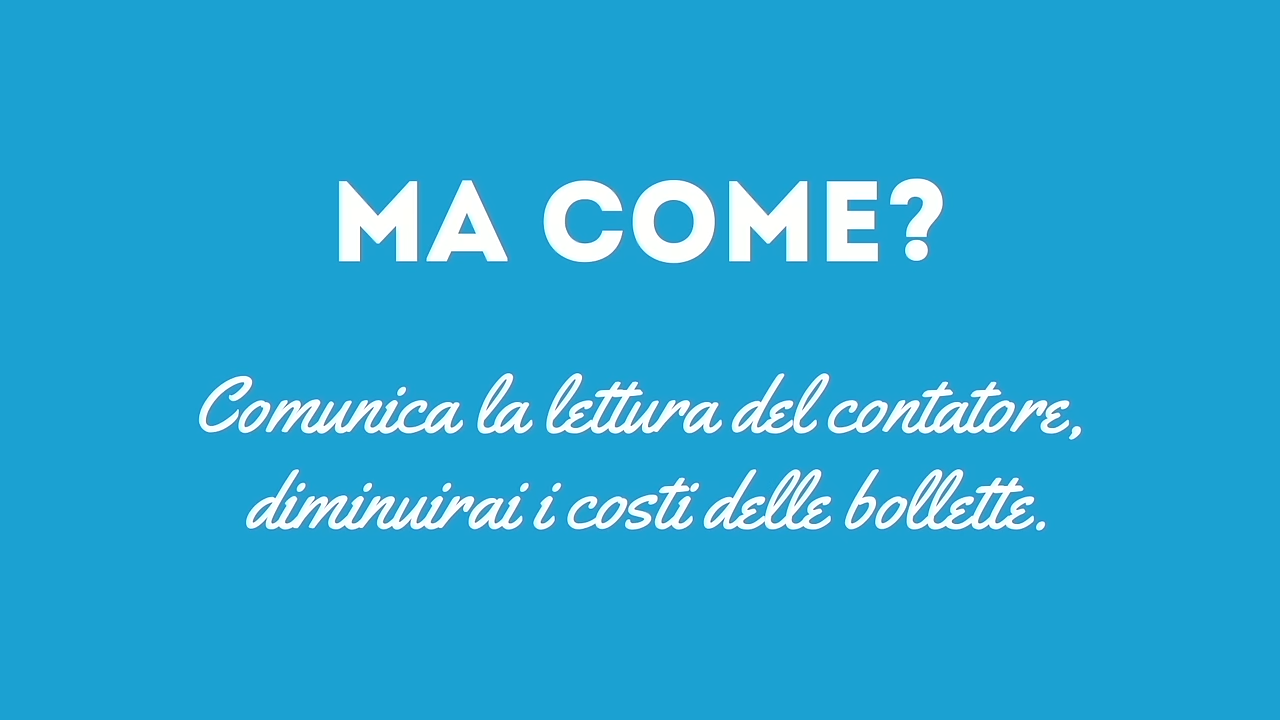 MA COME?
Comunica la lettura del contatore,
diminuirai i costi delle bollette.